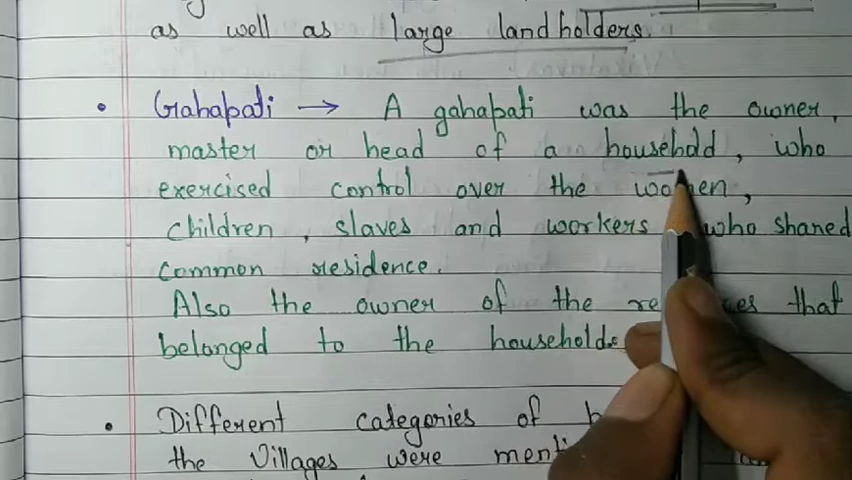 as well as large landholders.
• Gahapati → A gahapati was the owner,
master or head of a household, who
exercised control over the women,
children, slaves and workers who shared
common residence.
Also the owner of the that
belonged to the household.
• Different categories of
the villages were